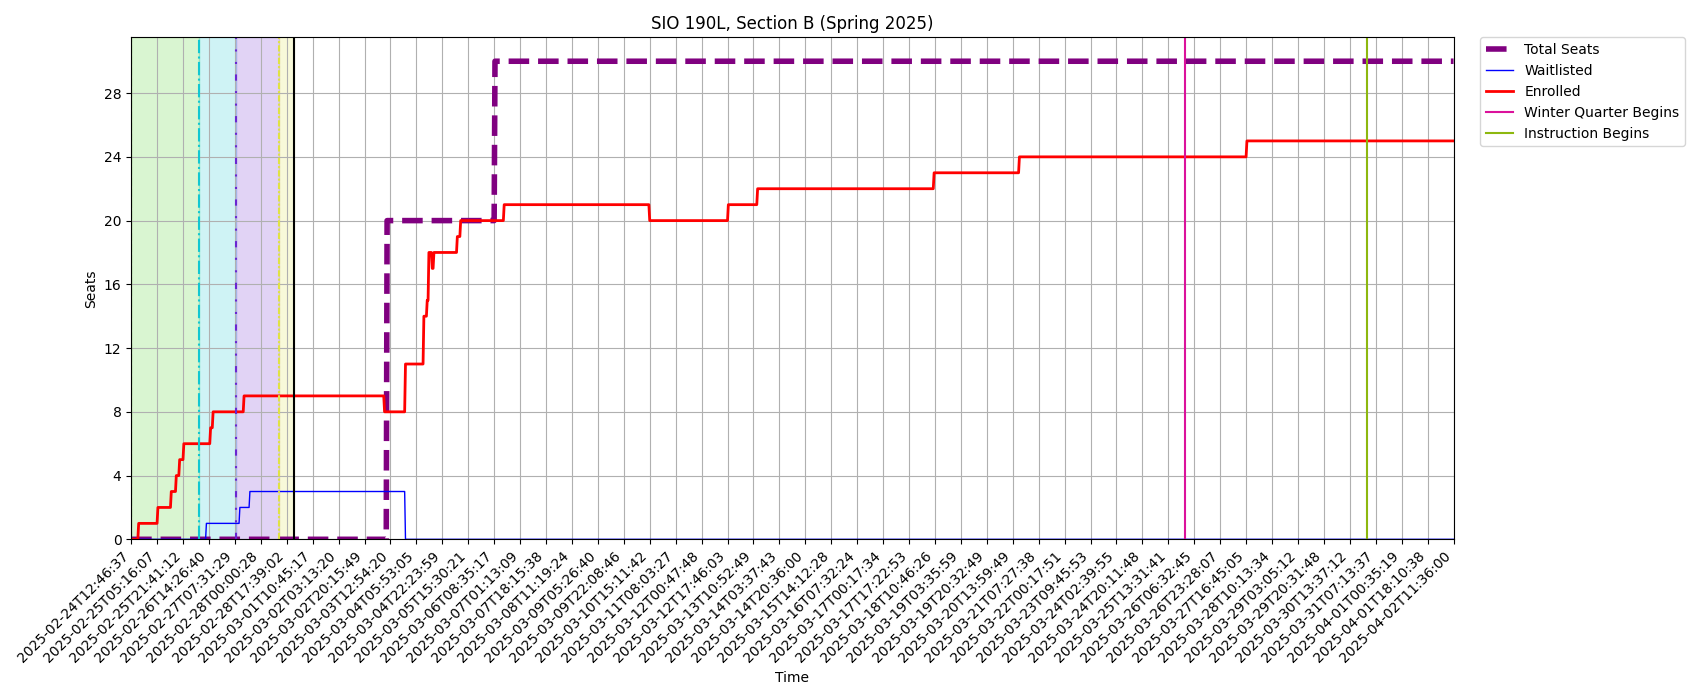 SIO 190L, Section B (Spring 2025)
Total Seats
Waitlisted
Enrolled
Winter Quarter Begins
Instruction Begins
Seats
28
24
20
16
12
8
4
0
2025-02-24T12:46:37
2025-02-25T05:16:07
2025-02-25T21:41:12
2025-02-26T14:26:40
2025-02-27T07:31:29
2025-02-28T00:00:28
2025-02-28T17:39:02
2025-03-01T10:45:17
2025-03-02T03:13:20
2025-03-02T20:15:49
2025-03-03T12:54:20
2025-03-04T05:53:05
2025-03-04T22:23:59
2025-03-05T15:30:21
2025-03-06T08:35:17
2025-03-07T01:13:09
2025-03-07T18:15:38
2025-03-08T11:19:24
2025-03-09T05:26:40
2025-03-09T22:08:46
2025-03-10T15:11:42
2025-03-11T08:03:27
2025-03-12T00:47:48
2025-03-12T17:46:03
2025-03-13T10:52:49
2025-03-14T03:37:43
2025-03-14T20:36:00
2025-03-15T14:12:28
2025-03-16T07:32:24
2025-03-17T00:17:34
2025-03-17T17:22:53
2025-03-18T10:46:26
2025-03-19T03:35:59
2025-03-19T20:32:49
2025-03-20T13:59:49
2025-03-21T07:27:38
2025-03-22T00:17:51
2025-03-23T09:45:53
2025-03-24T02:39:55
2025-03-24T20:11:48
2025-03-25T13:31:41
2025-03-26T06:32:45
2025-03-26T23:28:07
2025-03-27T16:45:05
2025-03-28T10:13:34
2025-03-29T03:05:12
2025-03-29T20:31:48
2025-03-30T13:37:12
2025-03-31T07:13:37
2025-04-01T00:35:19
2025-04-01T18:10:38
2025-04-02T11:36:00
Time